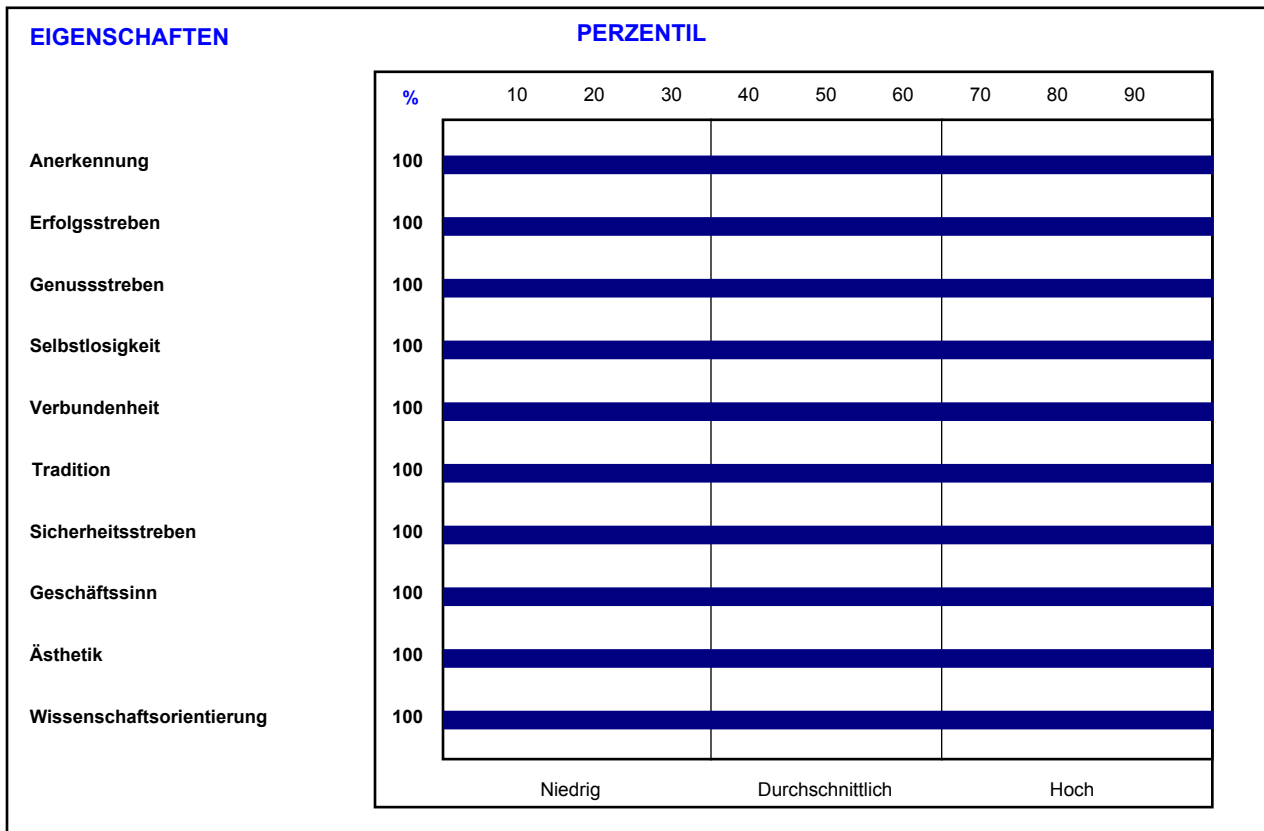 EIGENSCHAFTEN PERZENTIL
% 10 20 30 40 50 60 70 80 90
Anerkennung 100
Erfolgsstreben 100
Genussstreben 100
Selbstlosigkeit 100
Verbundenheit 100
Tradition 100
Sicherheitsstreben 100
Geschäftssinn 100
Ästhetik 100
Wissenschaftsorientierung 100
Niedrig Durchschnittlich Hoch